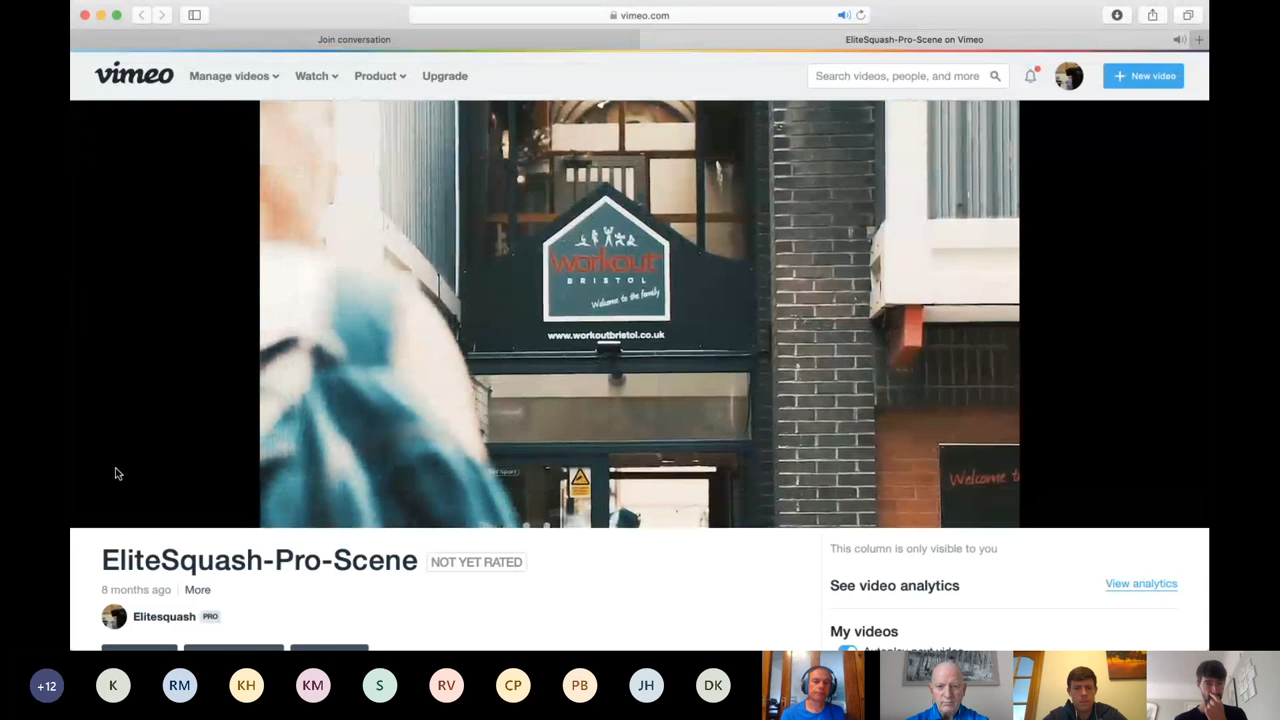 vimeo.com
Join conversation
EliteSquash-Pro-Scene on Vimeo
vimeo
Manage videos
Watch
Product
Upgrade
Search videos, people, and more
New video
workout
BRISTOL
Welcome to the family
www.workoutbristol.co.uk
Welcome
EliteSquash-Pro-Scene
NOT YET RATED
8 months ago
More
Elitesquash
PRO
This column is only visible to you
See video analytics
View analytics
My videos
Autoplay next video
+12
K
RM
KH
KM
S
RV
CP
PB
JH
DK